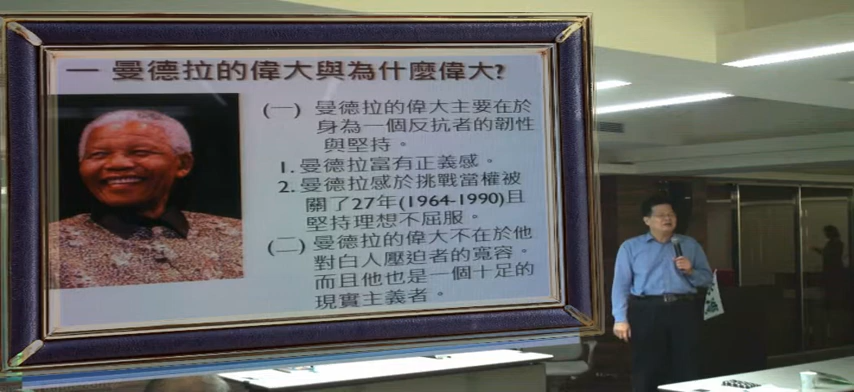 一 曼德拉的偉大與為什麼偉大?
(一) 曼德拉的偉大主要在於
身為一個反抗者的韌性
與堅持。
1. 曼德拉富有正義感。
2. 曼德拉感於挑戰當權被
關了27年(1964-1990)且
堅持理想不屈服。
(二) 曼德拉的偉大不在於他
對白人壓迫者的寬容。
而且他也是一個十足的
現實主義者。